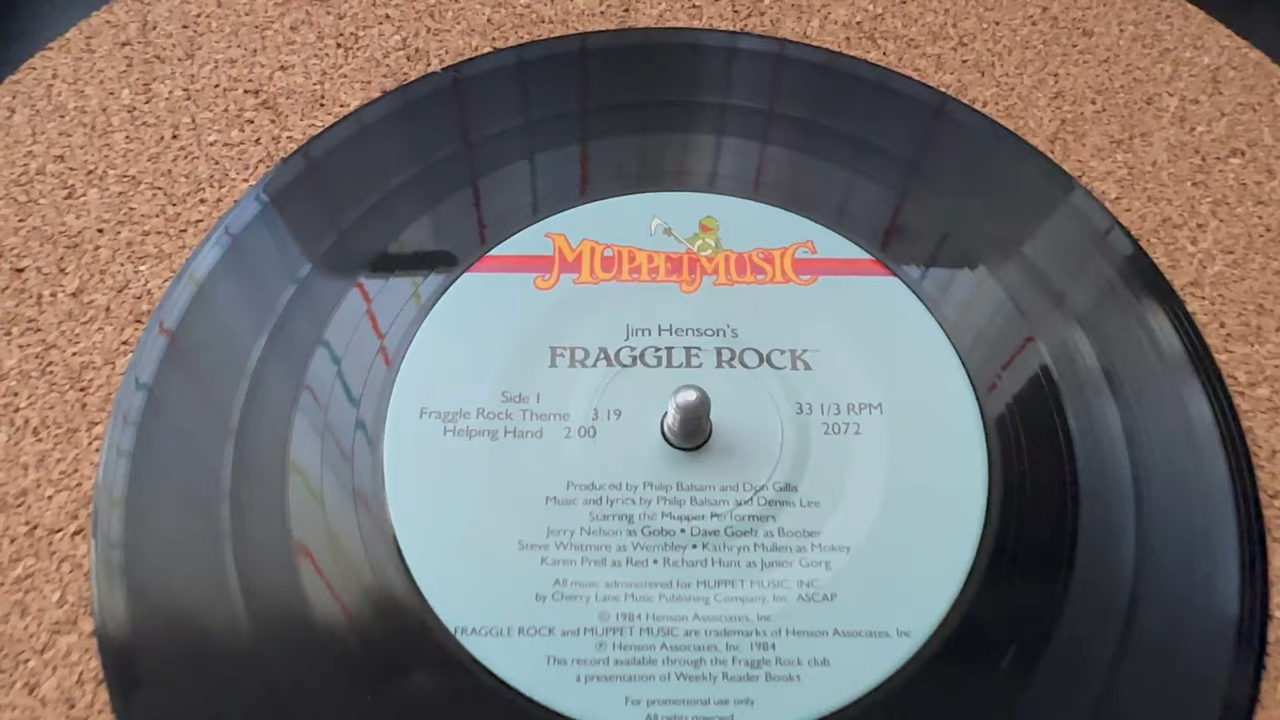 MUPPET MUSIC
Jim Henson's
FRAGGLE ROCK™
Side 1
Fraggle Rock Theme 3.19
Helping Hand 2 00
33 1/3 RPM
2072
Produced by Philip Balsam and Don Gillis
Music and lyrics by Philip Balsam and Dennis Lee
Starring the Muppet Performers
Jerry Nelson as Gobo • Dave Goelz as Boober
Steve Whitmire as Wembley • Kathryn Mullen as Mokey
Karen Prell as Red • Richard Hunt as Junior Gorg
All music administered for MUPPET MUSIC, INC.
by Cherry Lane Music Publishing Company, Inc. ASCAP
© 1984 Henson Associates, Inc.
FRAGGLE ROCK and MUPPET MUSIC are trademarks of Henson Associates, Inc
℗ Henson Associates, Inc. 1984
This record available through the Fraggle Rock club
a presentation of Weekly Reader Books
For promotional use only
All rights reserved